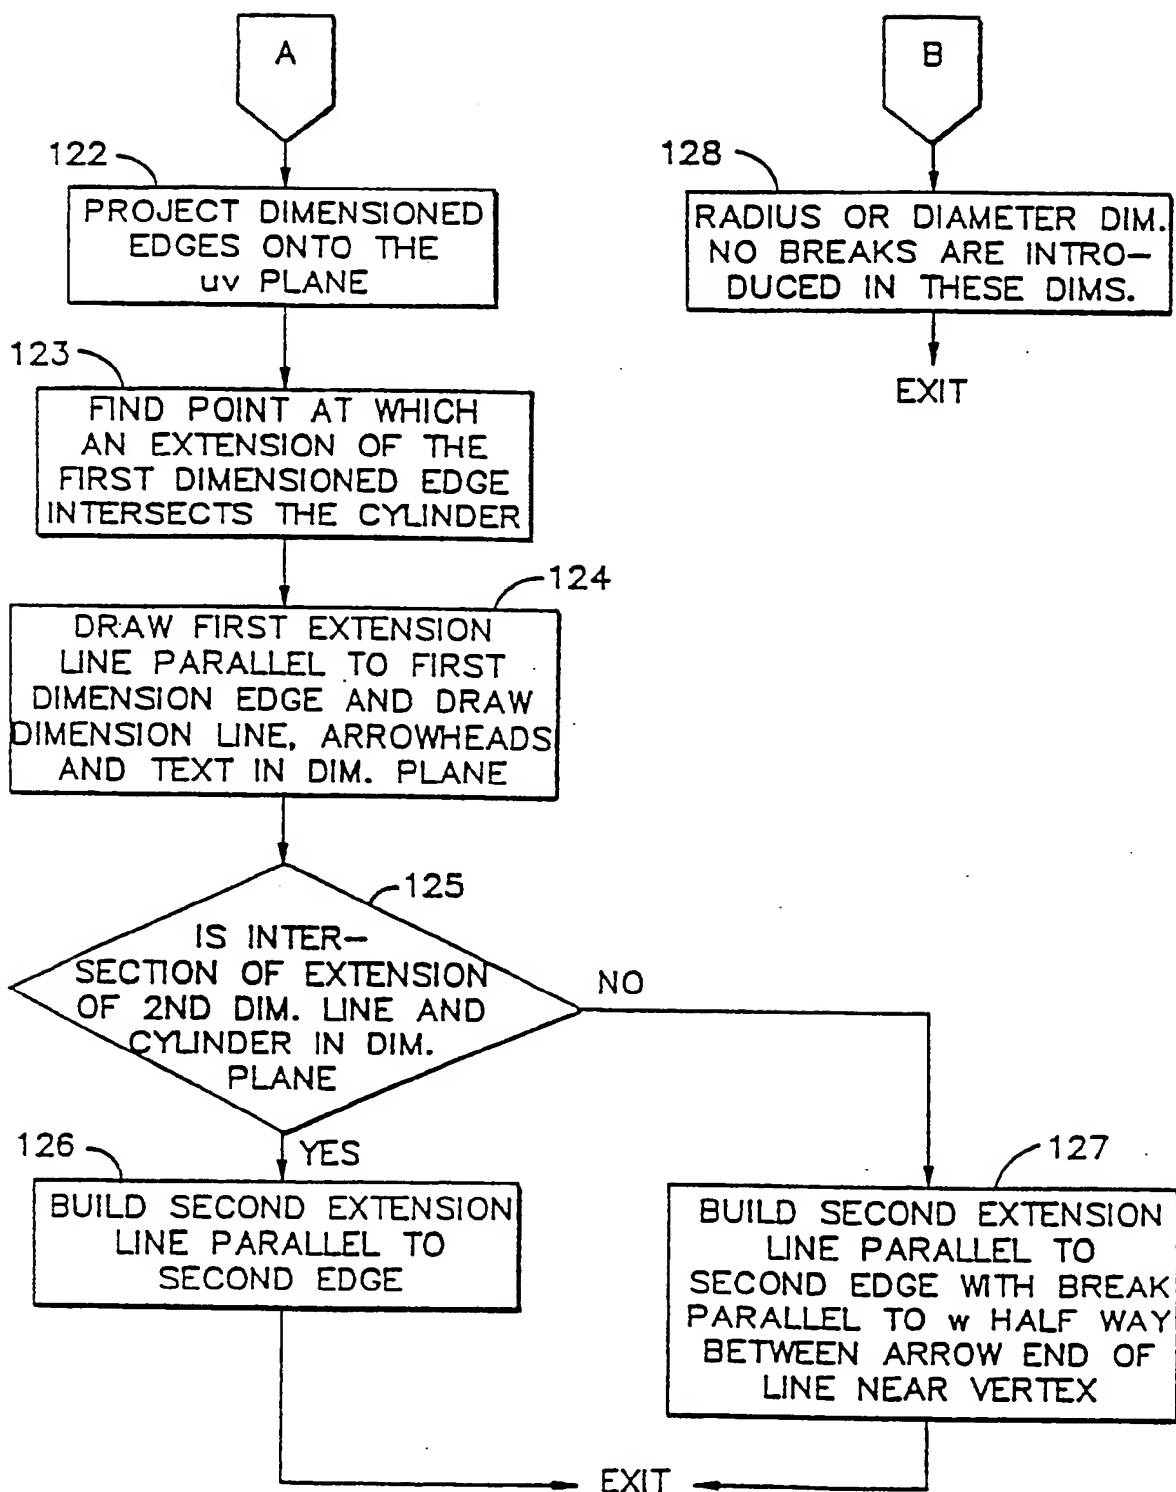 A
122
PROJECT DIMENSIONED
EDGES ONTO THE
uv PLANE
123
FIND POINT AT WHICH
AN EXTENSION OF THE
FIRST DIMENSIONED EDGE
INTERSECTS THE CYLINDER
124
DRAW FIRST EXTENSION
LINE PARALLEL TO FIRST
DIMENSION EDGE AND DRAW
DIMENSION LINE, ARROWHEADS
AND TEXT IN DIM. PLANE
125
IS INTER-
SECTION OF EXTENSION
OF 2ND DIM. LINE AND
CYLINDER IN DIM.
PLANE
NO
YES
126
BUILD SECOND EXTENSION
LINE PARALLEL TO
SECOND EDGE
127
BUILD SECOND EXTENSION
LINE PARALLEL TO
SECOND EDGE WITH BREAK
PARALLEL TO w HALF WAY
BETWEEN ARROW END OF
LINE NEAR VERTEX
EXIT
B
128
RADIUS OR DIAMETER DIM.
NO BREAKS ARE INTRO-
DUCED IN THESE DIMS.
EXIT